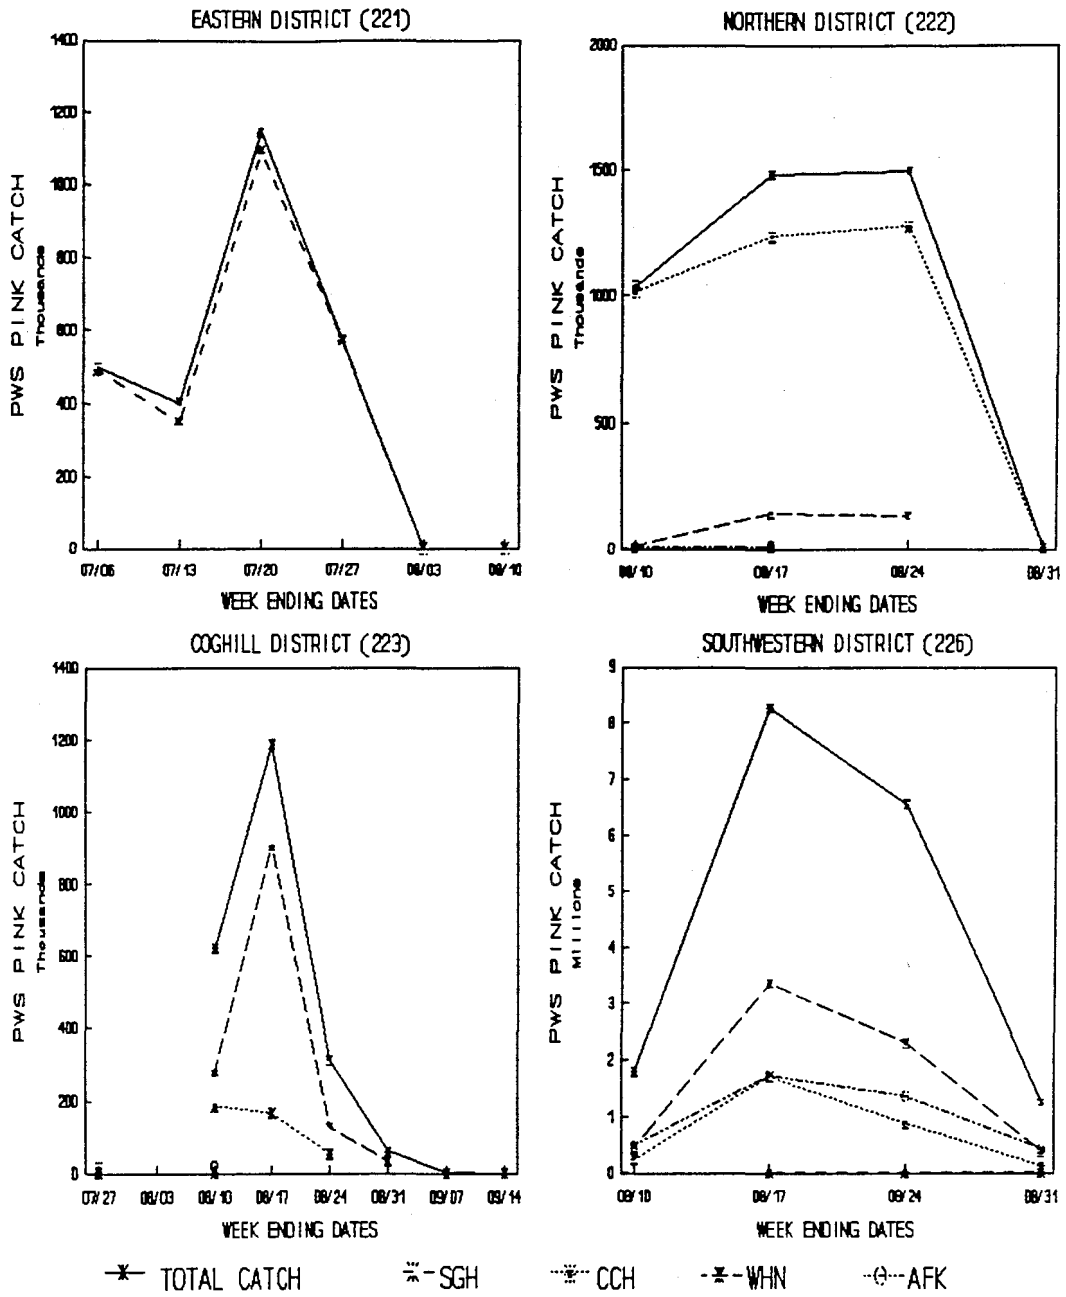 EASTERN DISTRICT (221)
PWS PINK CATCH
Thousands
1400
1200
1000
800
600
400
200
0
07/06 07/13 07/20 07/27 08/03 08/10
WEEK ENDING DATES
NORTHERN DISTRICT (222)
PWS PINK CATCH
Thousands
2000
1500
1000
500
0
08/10 08/17 08/24 08/31
WEEK ENDING DATES
COGHILL DISTRICT (223)
PWS PINK CATCH
Thousands
1400
1200
1000
800
600
400
200
0
07/27 08/03 08/10 08/17 08/24 08/31 09/07 09/14
WEEK ENDING DATES
SOUTHWESTERN DISTRICT (226)
PWS PINK CATCH
Millions
9
8
7
6
5
4
3
2
1
0
08/10 08/17 08/24 08/31
WEEK ENDING DATES
TOTAL CATCH SGH CCH WHN AFK